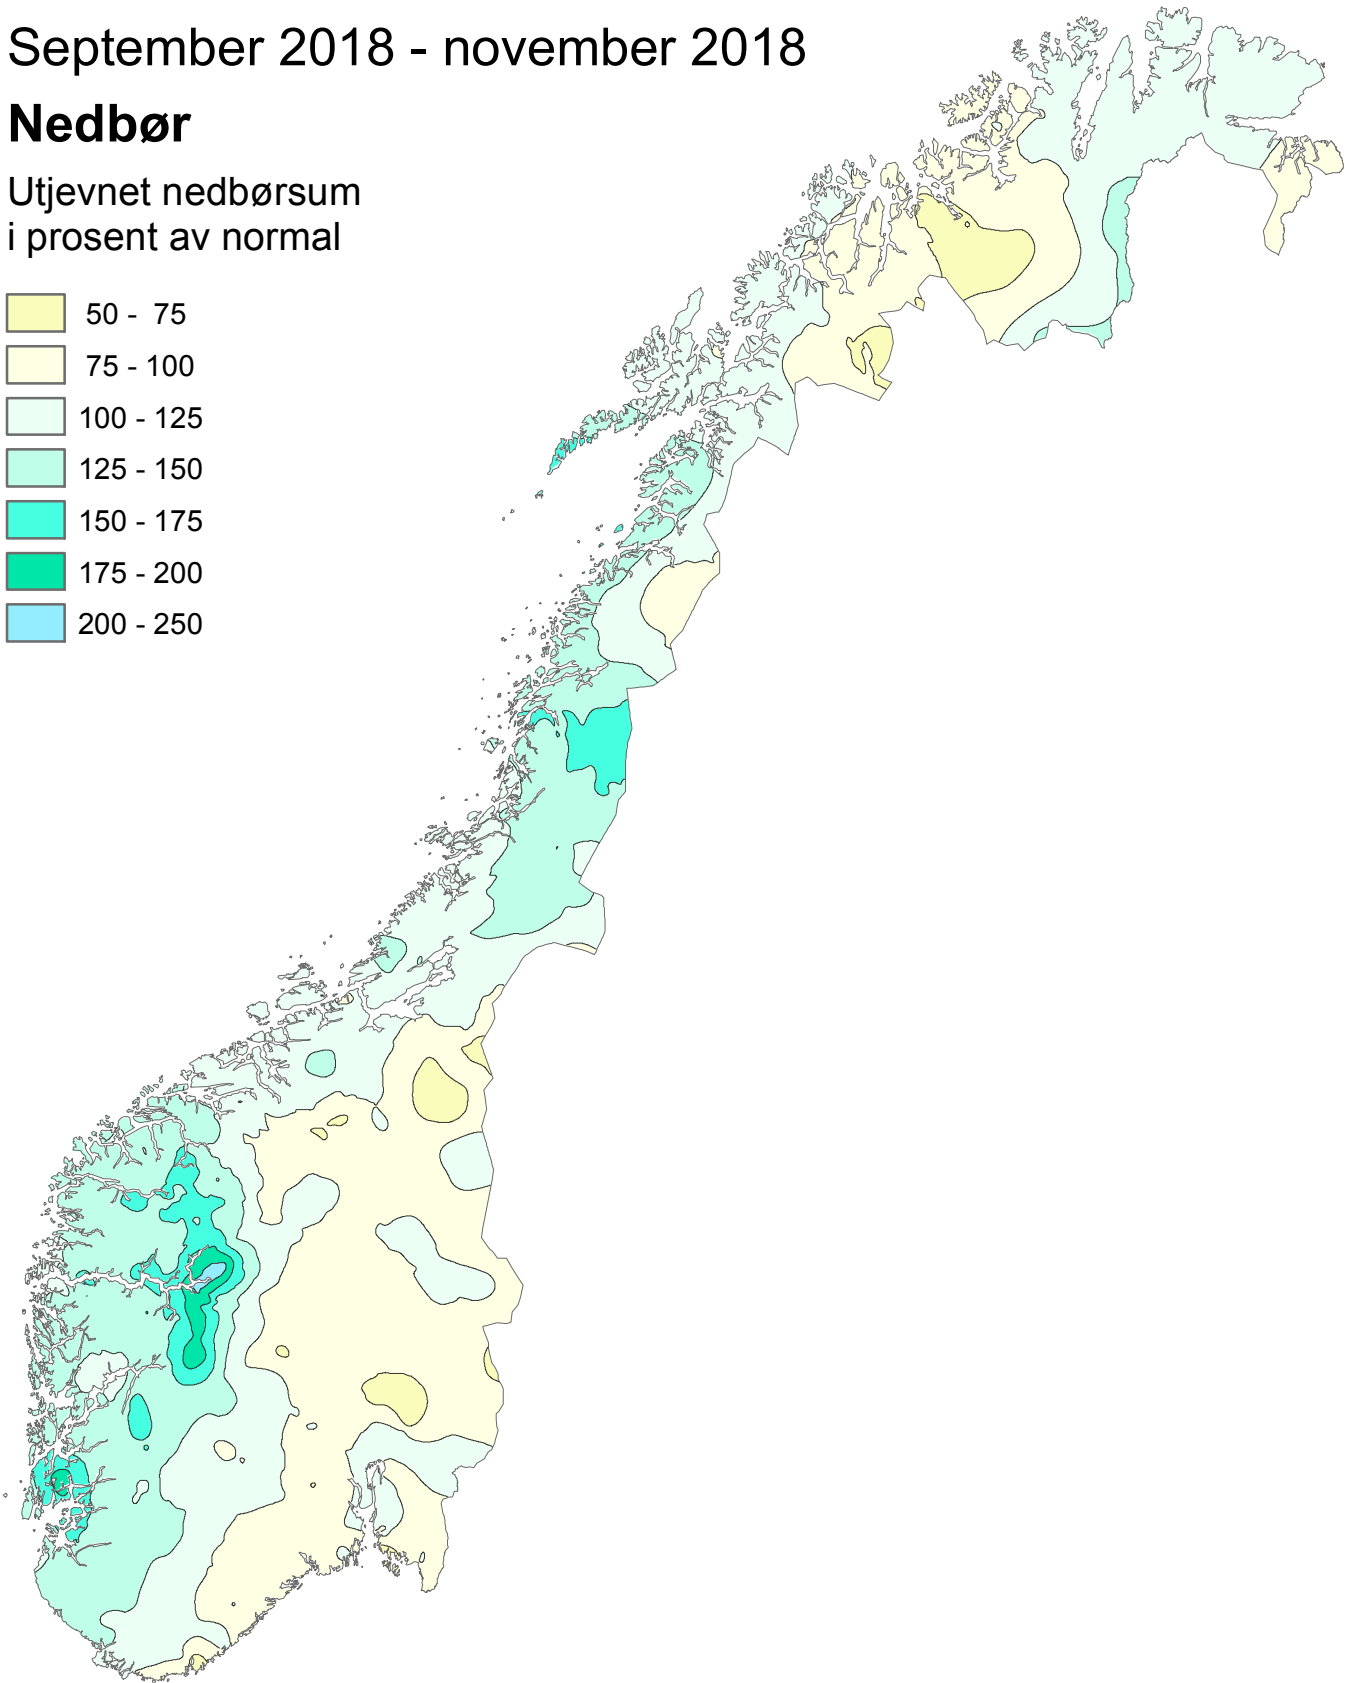 September 2018 - november 2018
Nedbør
Utjevnet nedbørsum
i prosent av normal
50 - 75
75 - 100
100 - 125
125 - 150
150 - 175
175 - 200
200 - 250